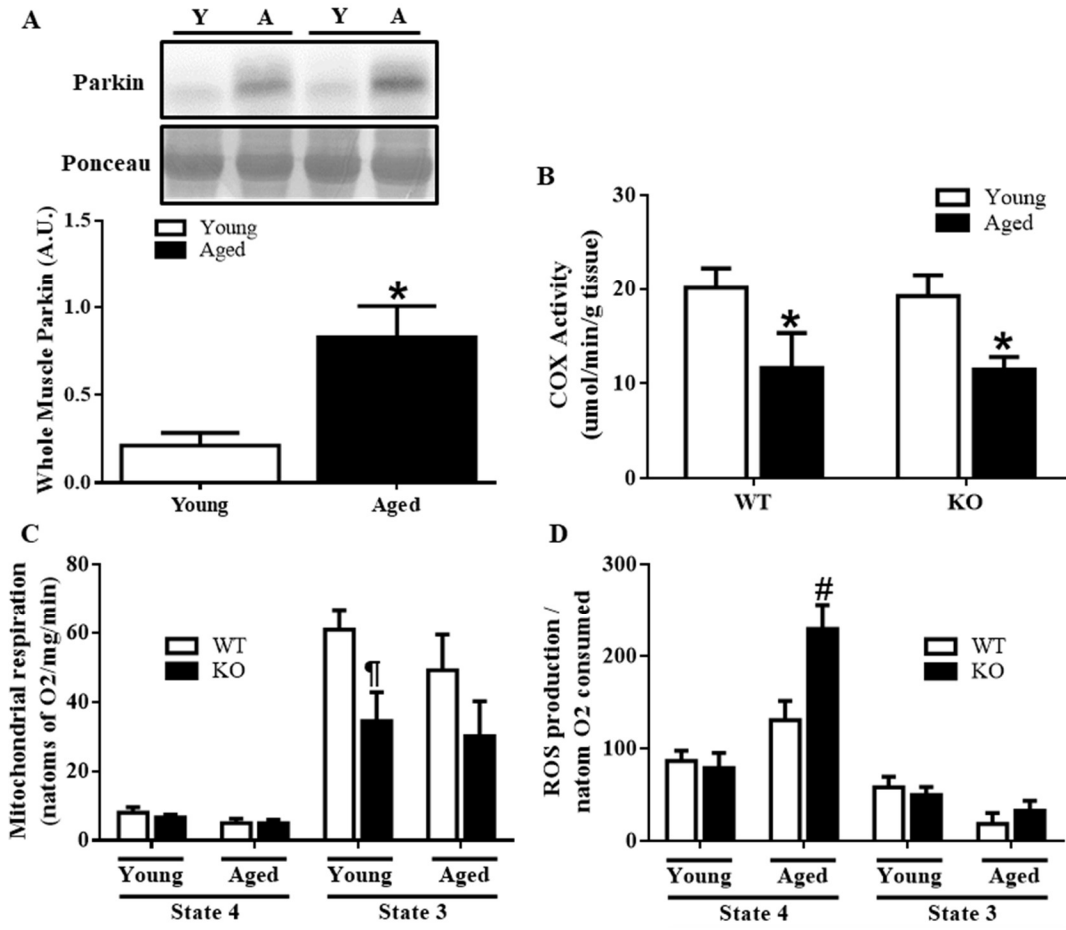 A
Y A Y A
Parkin
Ponceau
Whole Muscle Parkin (A.U.)
1.5
1.0
0.5
0.0
Young
Aged
*
Young Aged
B
COX Activity
(umol/min/g tissue)
30
20
10
0
Young
Aged
*
*
WT KO
C
Mitochondrial respiration
(natoms of O2/mg/min)
80
60
40
20
0
WT
KO
¶
Young Aged Young Aged
State 4 State 3
D
ROS production /
natom O2 consumed
300
200
100
0
#
WT
KO
Young Aged Young Aged
State 4 State 3